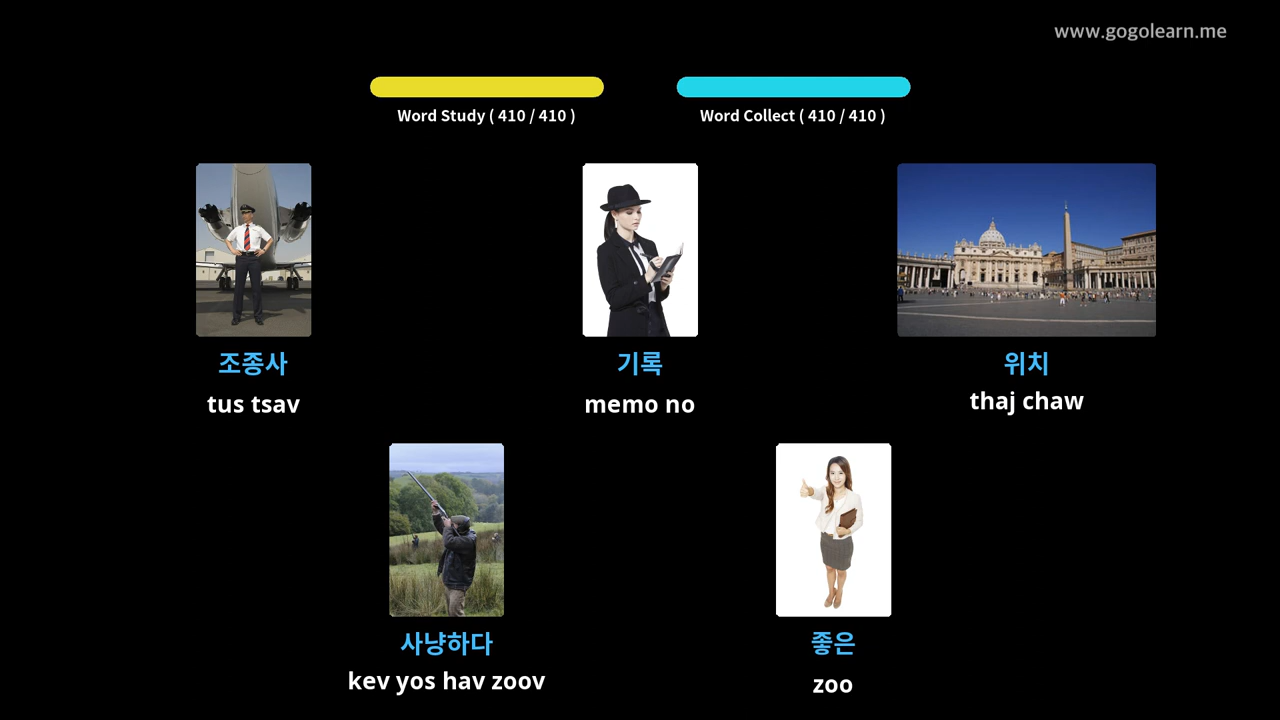 www.gogolearn.me
Word Study ( 410 / 410 )
Word Collect ( 410 / 410 )
조종사
기록
위치
tus tsav
memo no
thaj chaw
사냥하다
좋은
kev yos hav zoov
zoo